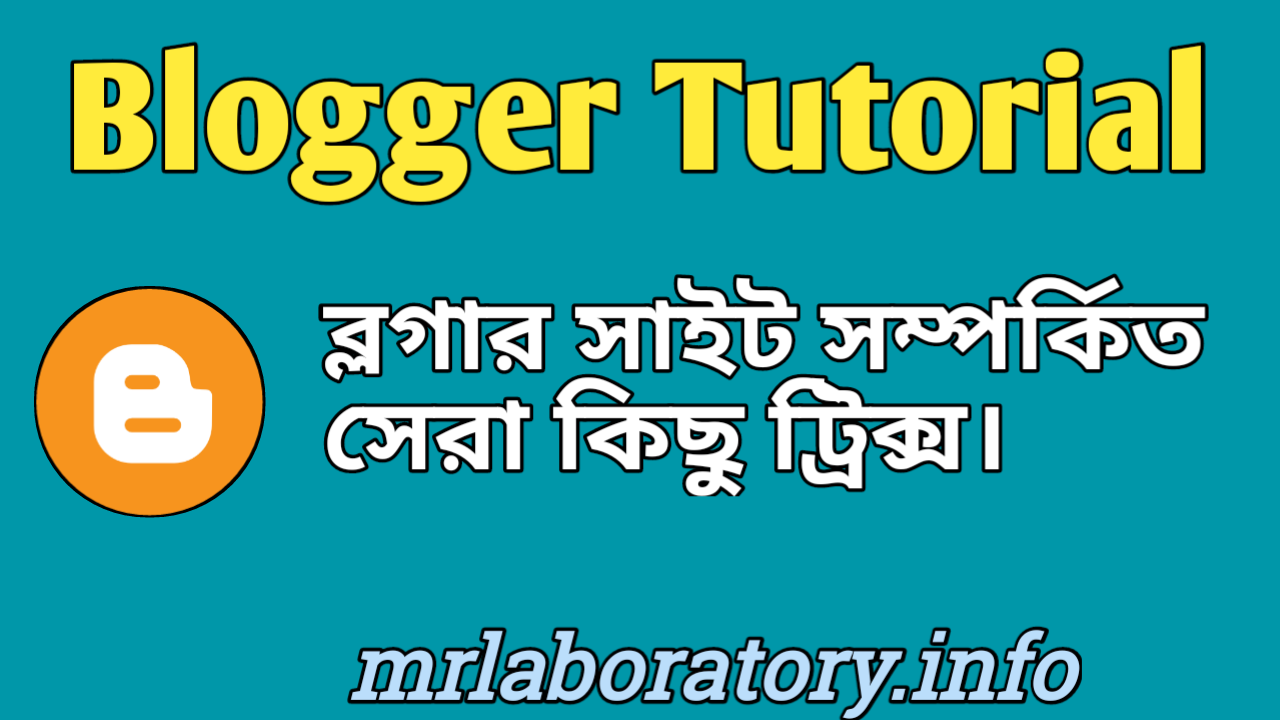 Blogger Tutorial
ব্লগার সাইট সম্পর্কিত
সেরা কিছু ট্রিক্স।
mrlaboratory.info